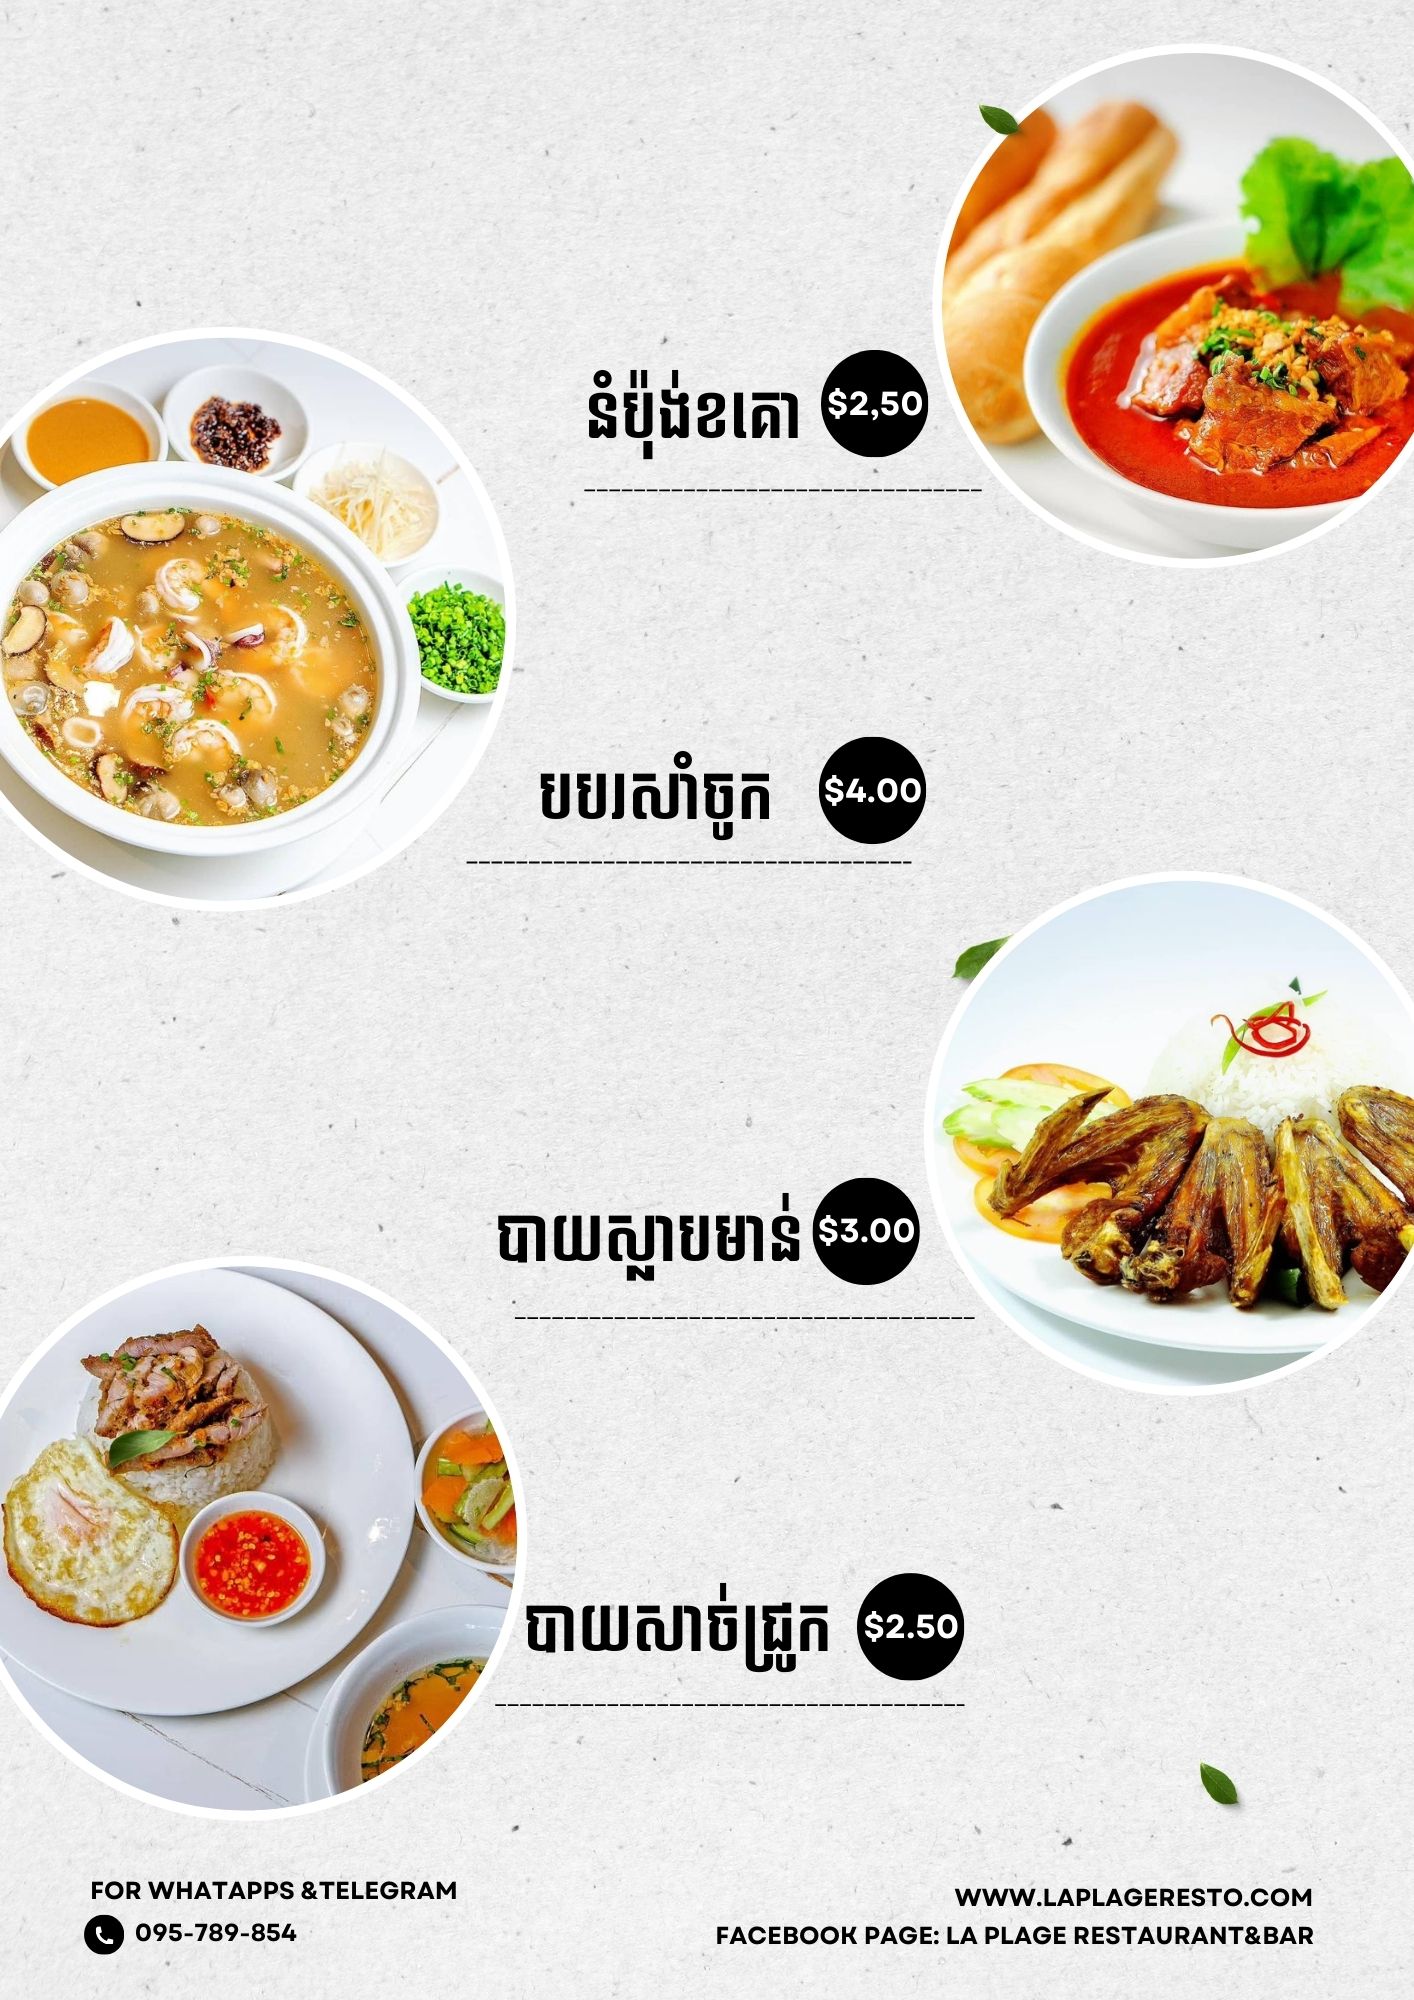 នំប៉័ងខគោ
$2,50
បបរសាំចូក
$4.00
បាយស្លាបមាន់
$3.00
បាយសាច់ជ្រូក
$2.50
FOR WHATAPPS &TELEGRAM
095-789-854
WWW.LAPLAGERESTO.COM
FACEBOOK PAGE: LA PLAGE RESTAURANT&BAR